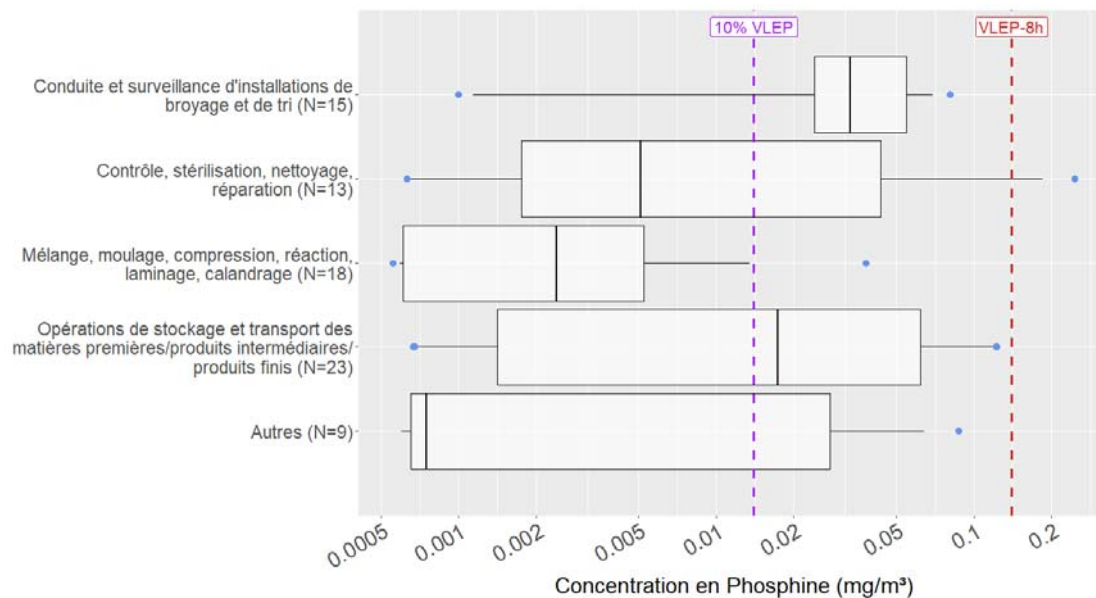 10% VLEP
VLEP-8h
Conduite et surveillance d'installations de
broyage et de tri (N=15)
Contrôle, stérilisation, nettoyage,
réparation (N=13)
Mélange, moulage, compression, réaction,
laminage, calandrage (N=18)
Opérations de stockage et transport des
matières premières/produits intermédiaires/
produits finis (N=23)
Autres (N=9)
0.0005 0.001 0.002 0.005 0.01 0.02 0.05 0.1 0.2
Concentration en Phosphine (mg/m³)